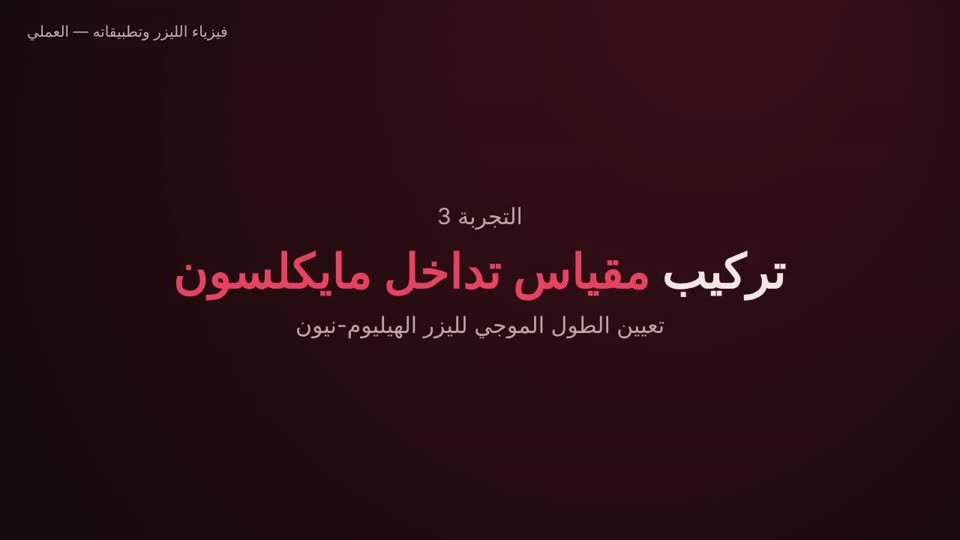 فيزياء الليزر وتطبيقاته — العملي
التجربة 3
تركيب مقياس تداخل مايكلسون
تعيين الطول الموجي لليزر الهيليوم-نيون